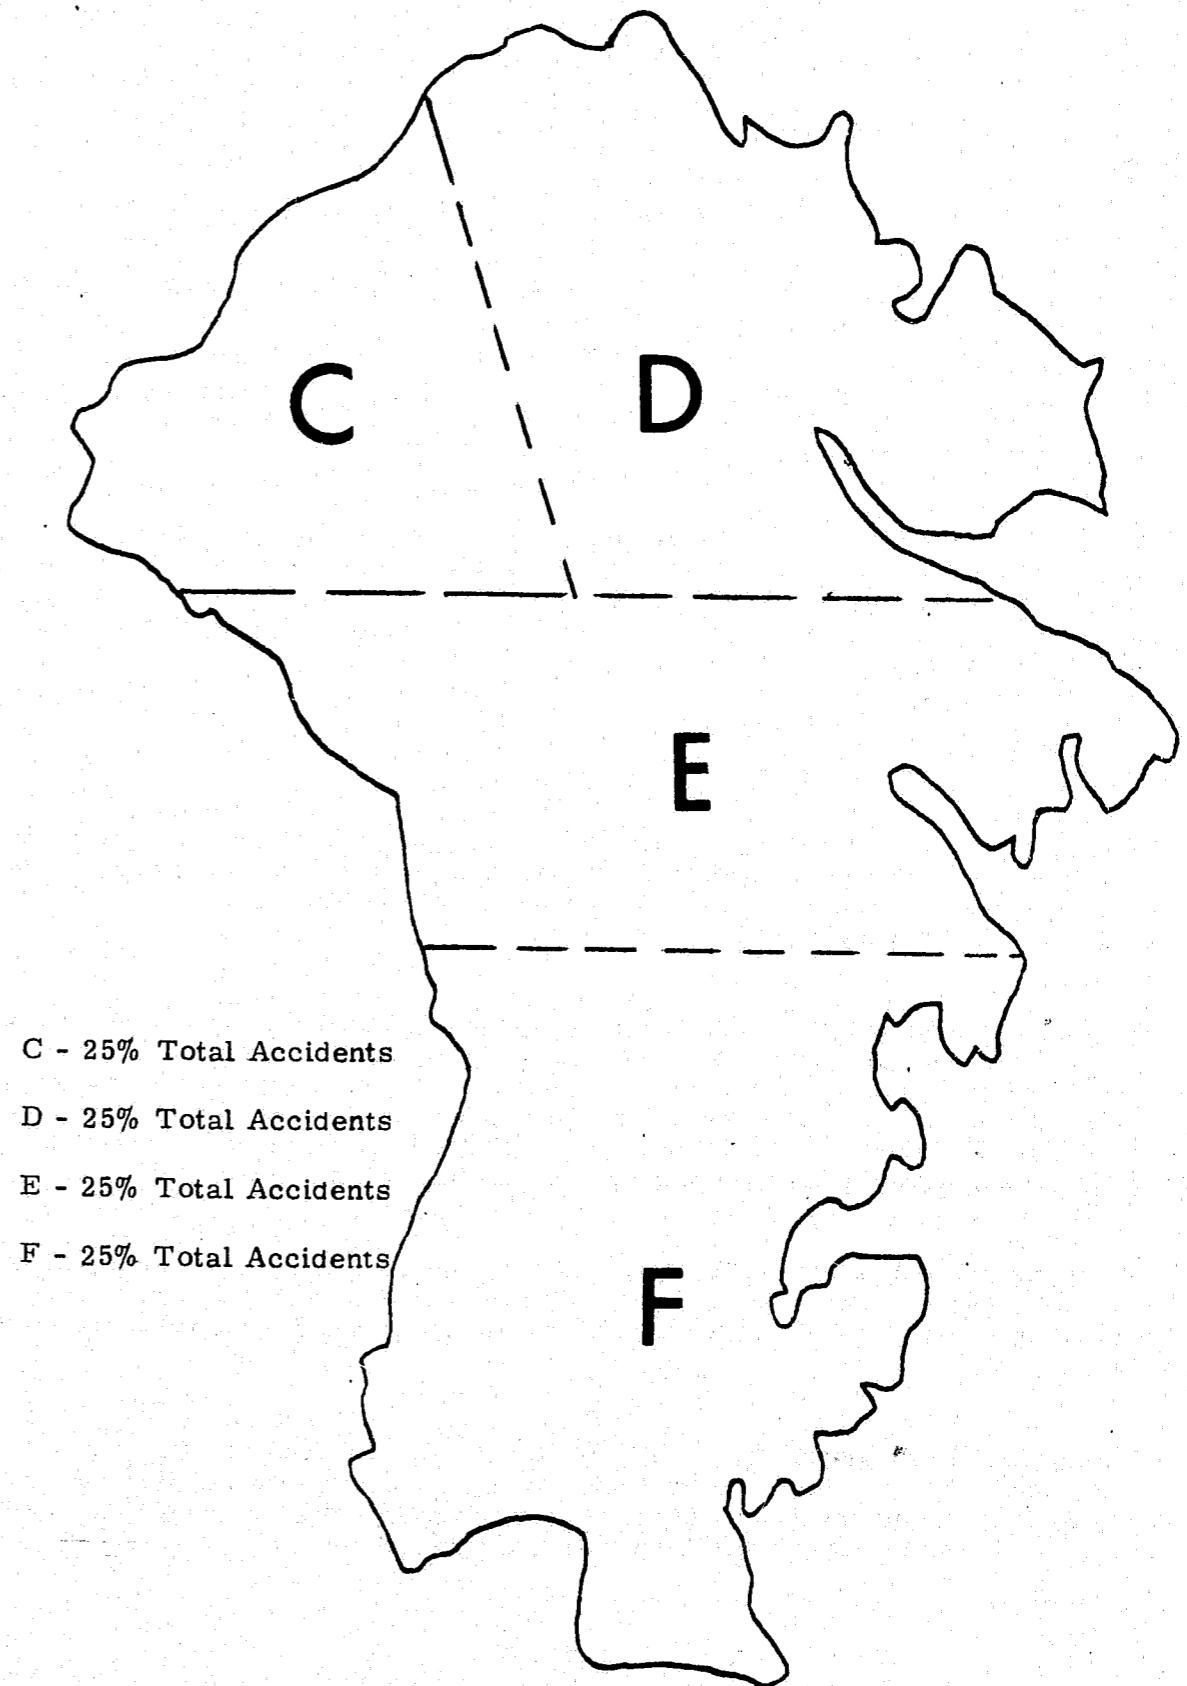 C
D
E
C - 25% Total Accidents
D - 25% Total Accidents
E - 25% Total Accidents
F - 25% Total Accidents
F